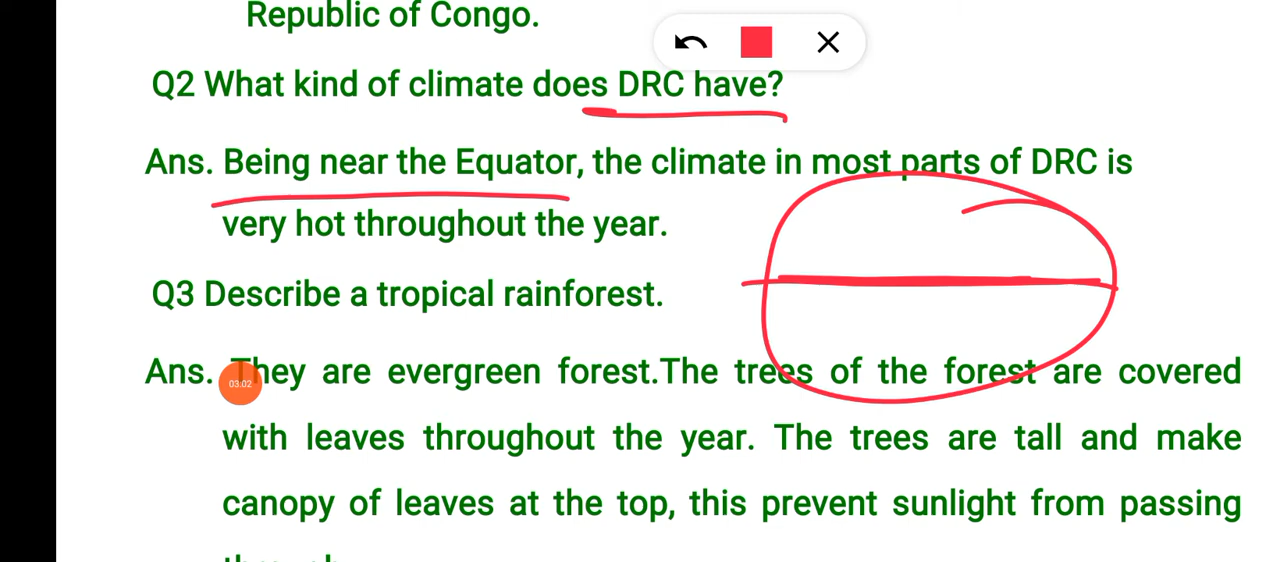 Republic of Congo.
Q2 What kind of climate does DRC have?
Ans. Being near the Equator, the climate in most parts of DRC is
very hot throughout the year.
Q3 Describe a tropical rainforest.
Ans. They are evergreen forest.The trees of the forest are covered
03:02
with leaves throughout the year. The trees are tall and make
canopy of leaves at the top, this prevent sunlight from passing